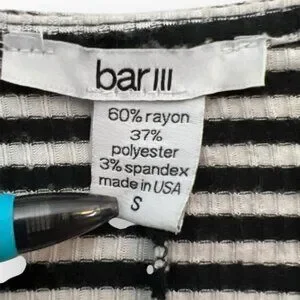 bar III
60% rayon
37%
polyester
3% spandex
made in USA
S